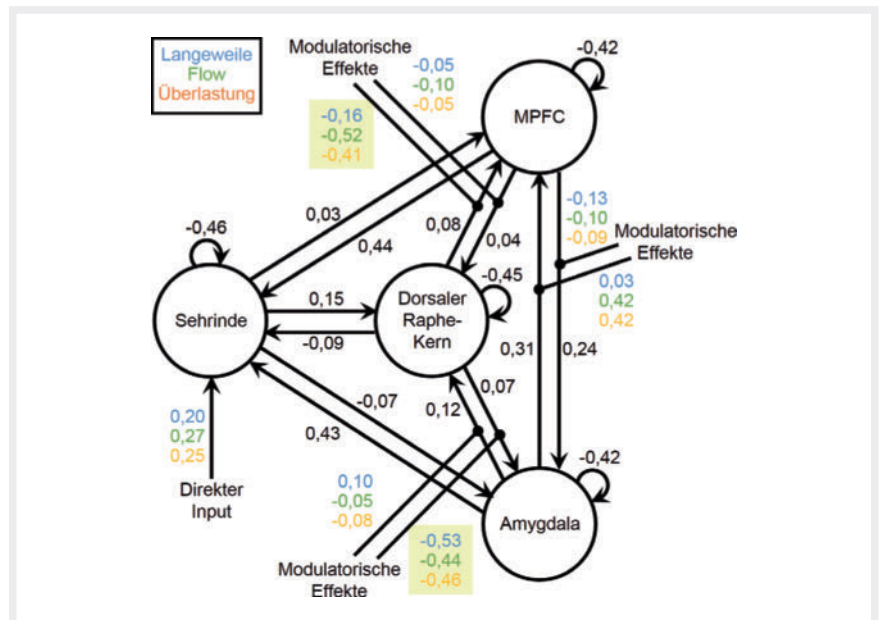 Langeweile
Flow
Überlastung
Modulatorische
Effekte
-0,05
-0,10
-0,05
-0,42
MPFC
-0,16
-0,52
-0,41
0,03
0,44
0,08
0,04
-0,13
-0,10
-0,09
Modulatorische
Effekte
0,03
0,42
0,42
-0,46
Sehrinde
0,15
-0,09
Dorsaler
Raphe-
Kern
-0,45
0,31
0,24
-0,07
0,43
0,07
0,12
0,20
0,27
0,25
Direkter
Input
0,10
-0,05
-0,08
Modulatorische
Effekte
-0,53
-0,44
-0,46
-0,42
Amygdala